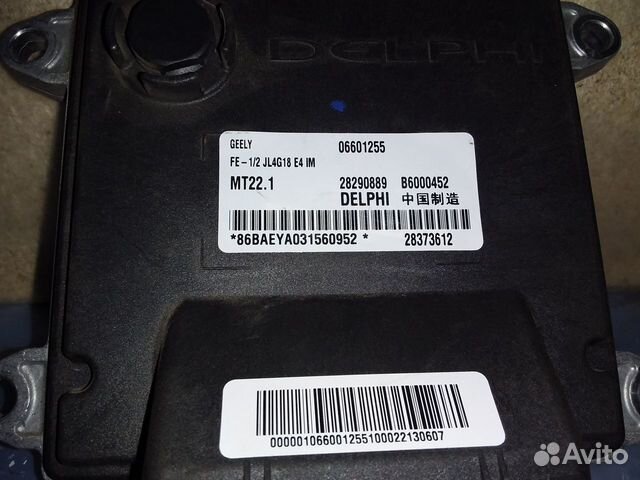 DELPHI
GEELY 06601255
FE-1/2 JL4G18 E4 IM
MT22.1 28290889 B6000452
DELPHI 中国制造
*86BAEYA031560952 * 28373612
000001066001255100022130607
Avito